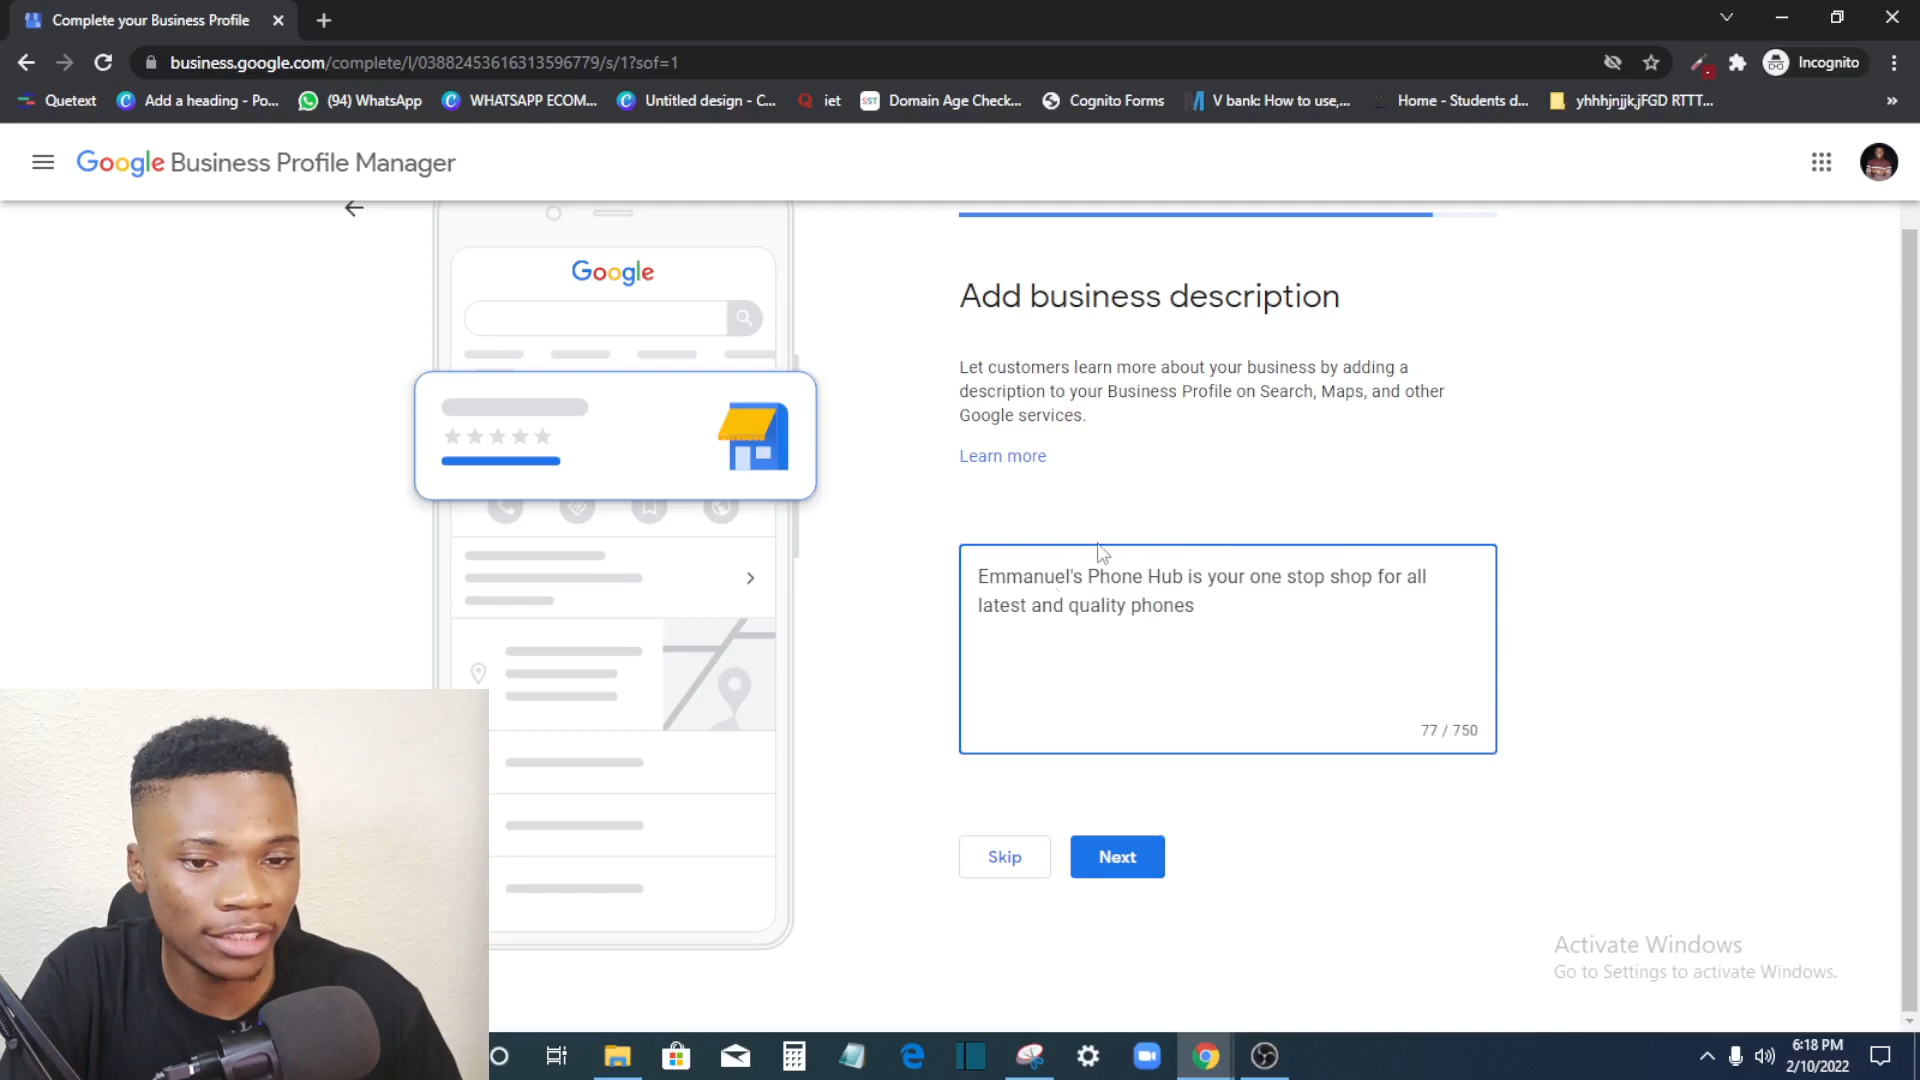 Complete your Business Profile
business.google.com/complete/l/03882453616313596779/s/1?sof=1
Incognito
Quetext
Add a heading - Po...
(94) WhatsApp
WHATSAPP ECOM...
Untitled design - C...
iet
SST
Domain Age Check...
Cognito Forms
V bank: How to use,...
Home - Students d...
yhhhjnjjk,jFGD RTTT...
Google Business Profile Manager
Google
Add business description
Let customers learn more about your business by adding a
description to your Business Profile on Search, Maps, and other
Google services.
Learn more
Emmanuel's Phone Hub is your one stop shop for all
latest and quality phones
77 / 750
Skip
Next
Activate Windows
Go to Settings to activate Windows.
6:18 PM
2/10/2022